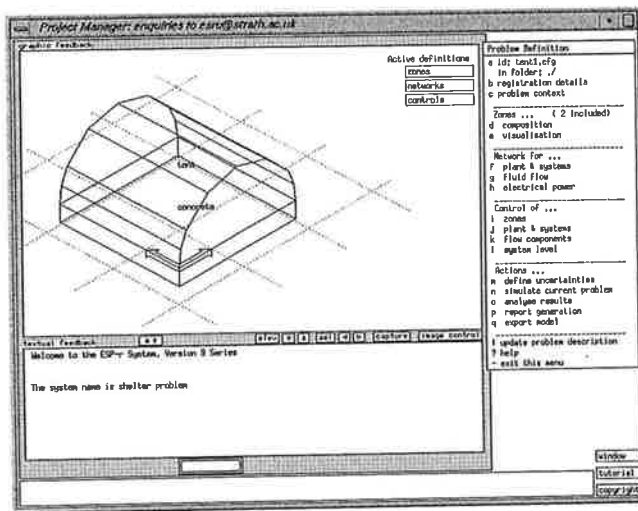 Project Manager: enquiries to esru@strath.ac.uk
graphic feedback
Active definitions
zones
networks
controls
tent
concrete
Problem Definition
a id: tent1.cfg
in folder: ./
b registration details
c problem context
Zones ... ( 2 included)
d composition
e visualisation
Network for ...
f plant & systems
g fluid flow
h electrical power
Control of ...
i zones
j plant & systems
k flow components
l system level
Actions ...
m define uncertainties
n simulate current problem
o analyse results
p report generation
q export model
! update problem description
? help
- exit this menu
textual feedback
capture
image control
Welcome to the ESP-r System, Version 9 Series
The system name is shelter problem
window
tutorial
copyright